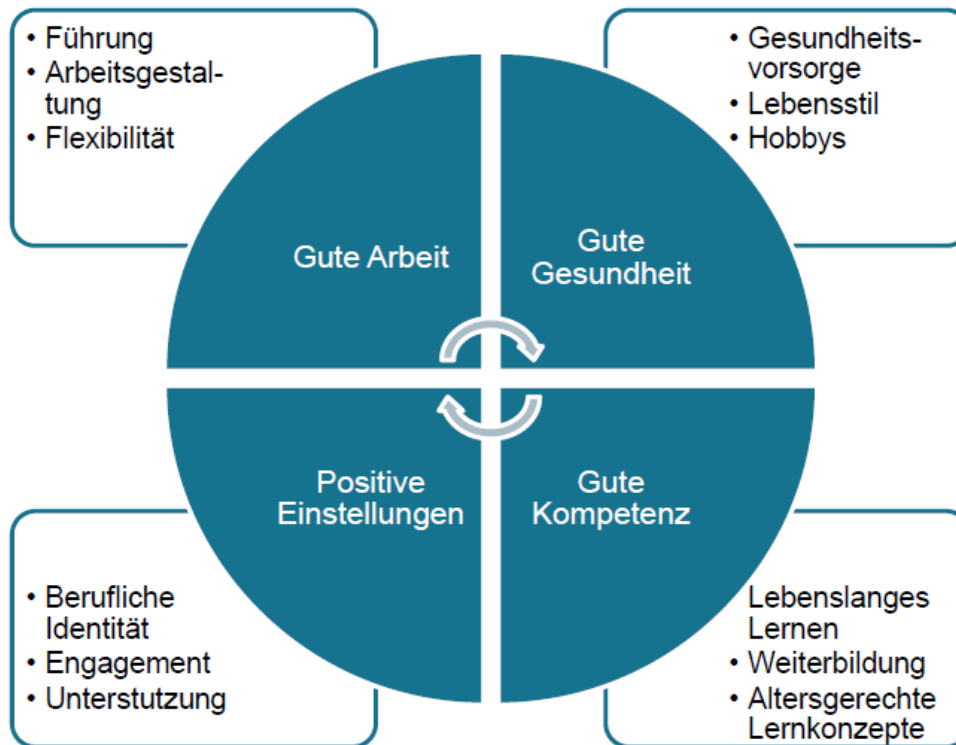 • Führung
• Arbeitsgestal-
tung
• Flexibilität
• Gesundheits-
vorsorge
• Lebensstil
• Hobbys
Gute Arbeit
Gute
Gesundheit
Positive
Einstellungen
Gute
Kompetenz
• Berufliche
Identität
• Engagement
• Unterstutzung
Lebenslanges
Lernen
• Weiterbildung
• Altersgerechte
Lernkonzepte